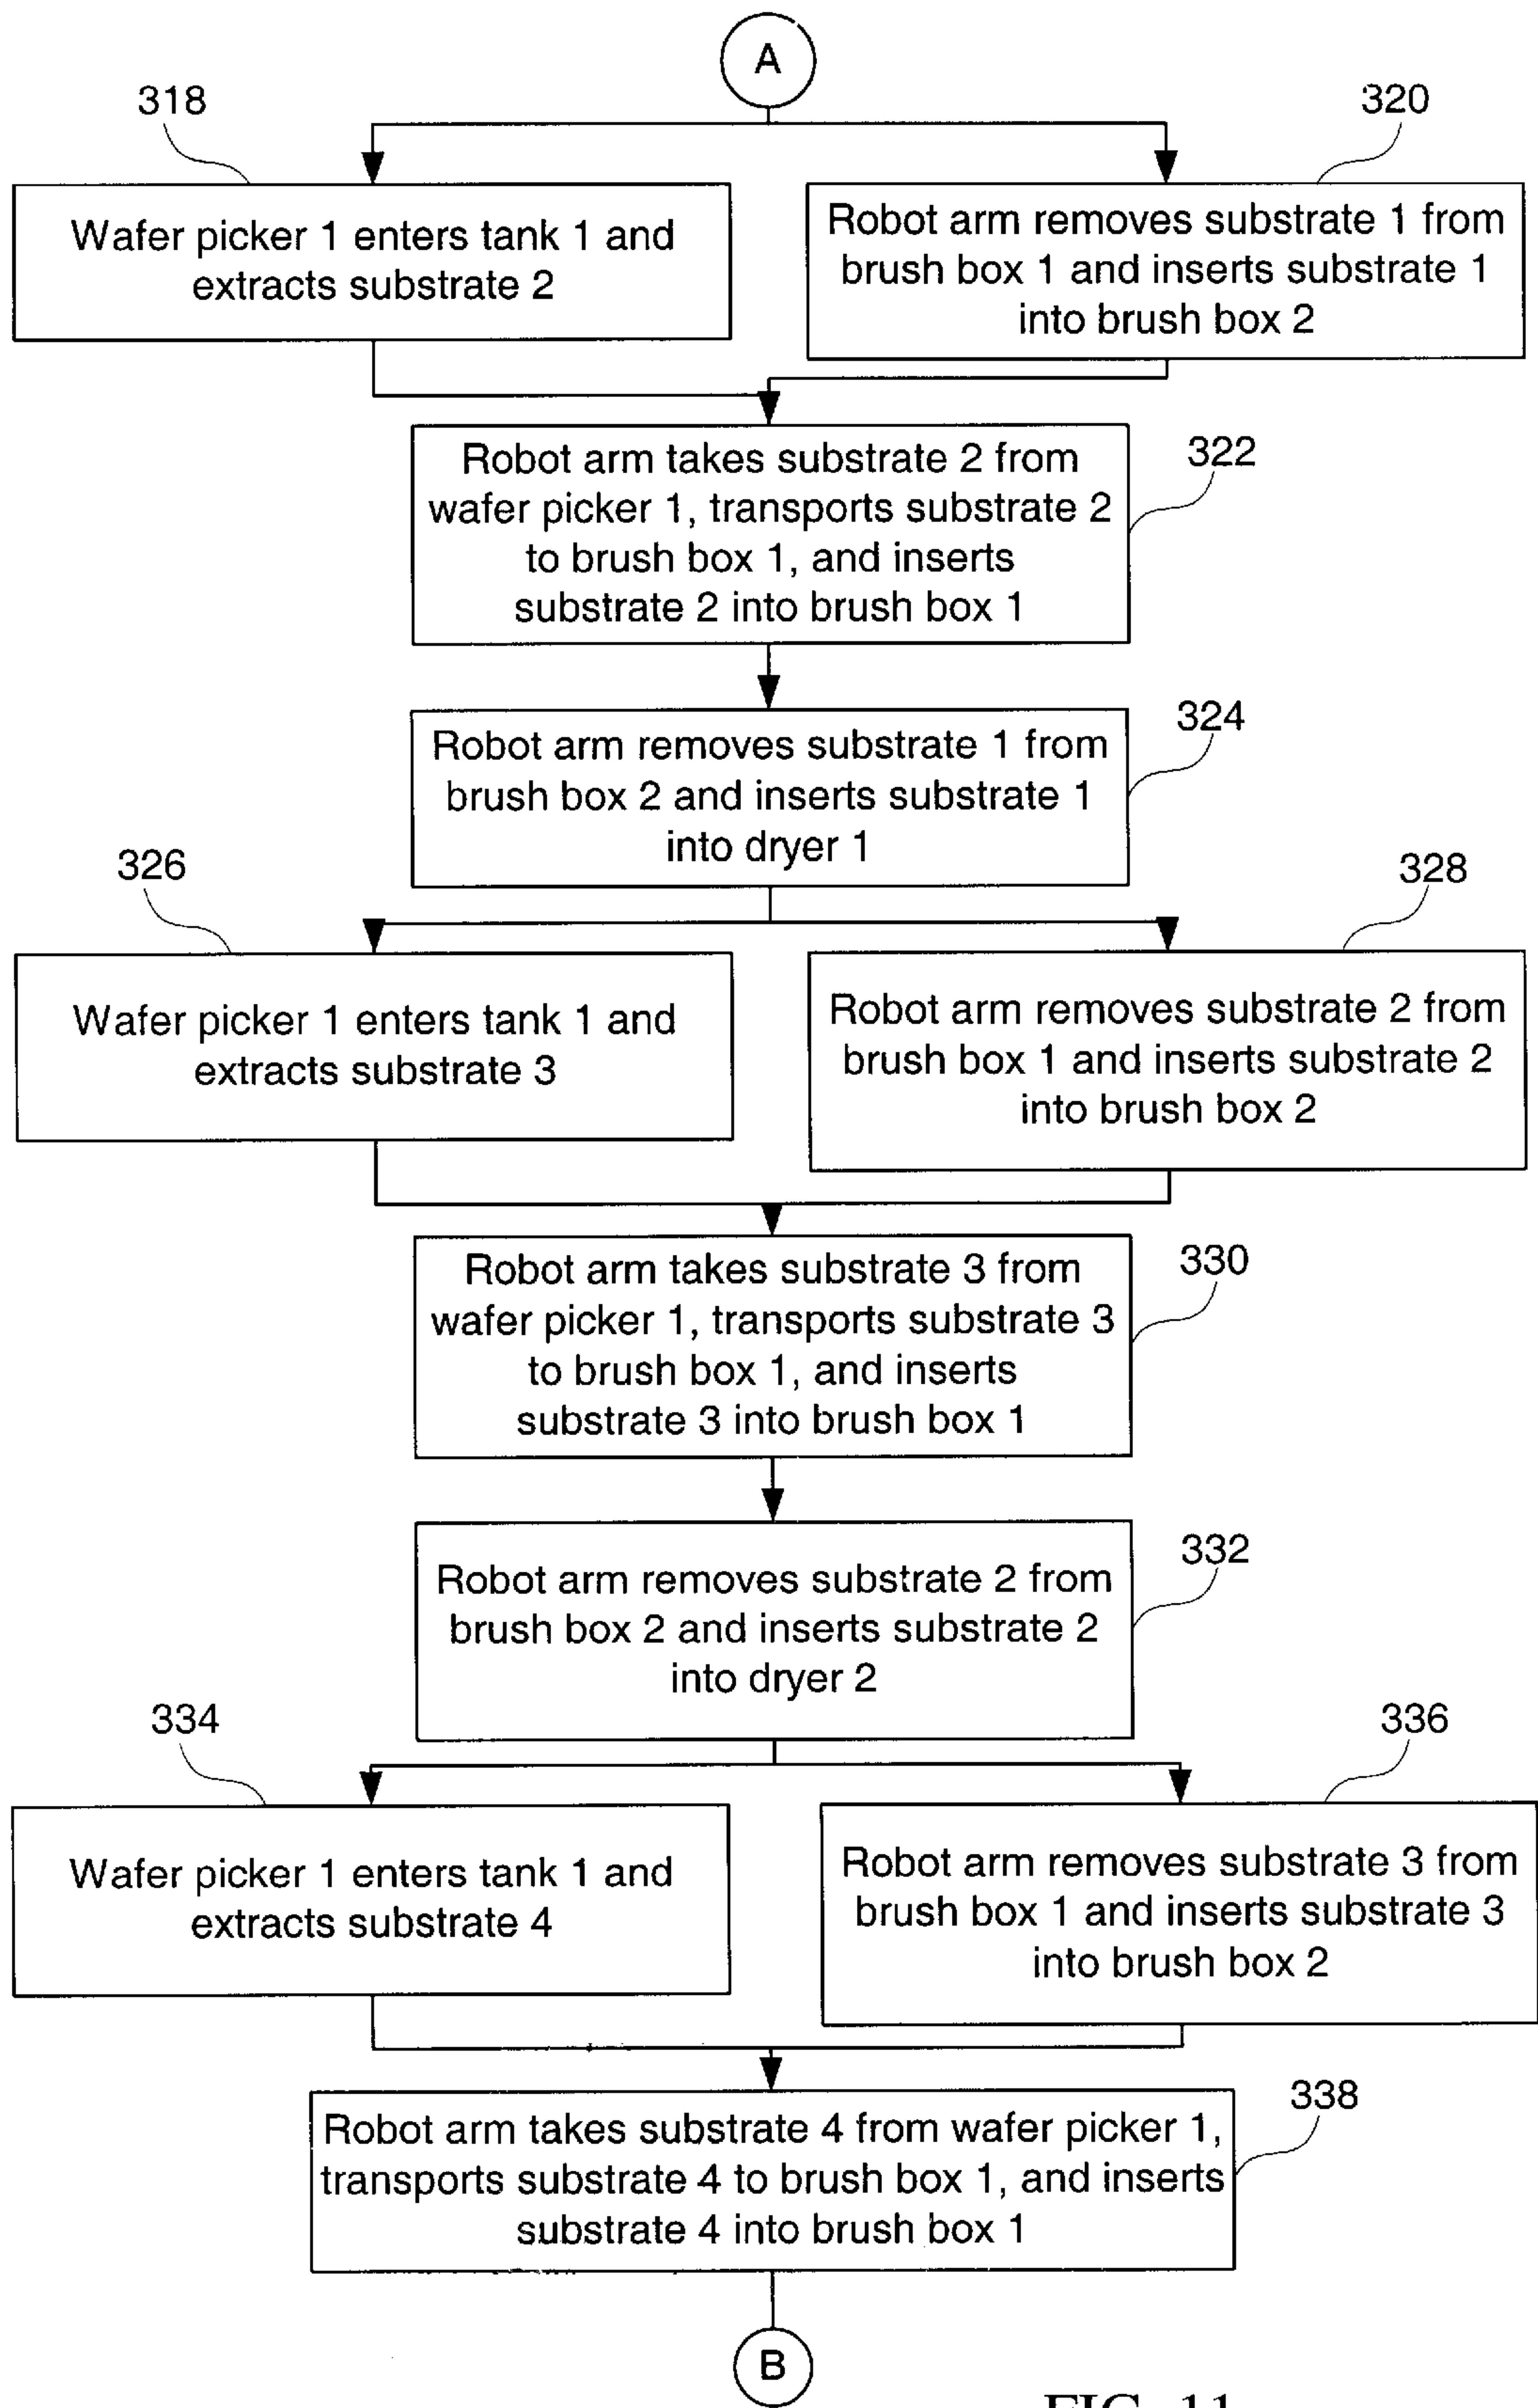 A
318
320
Wafer picker 1 enters tank 1 and
extracts substrate 2
Robot arm removes substrate 1 from
brush box 1 and inserts substrate 1
into brush box 2
322
Robot arm takes substrate 2 from
wafer picker 1, transports substrate 2
to brush box 1, and inserts
substrate 2 into brush box 1
324
Robot arm removes substrate 1 from
brush box 2 and inserts substrate 1
into dryer 1
326
328
Wafer picker 1 enters tank 1 and
extracts substrate 3
Robot arm removes substrate 2 from
brush box 1 and inserts substrate 2
into brush box 2
330
Robot arm takes substrate 3 from
wafer picker 1, transports substrate 3
to brush box 1, and inserts
substrate 3 into brush box 1
332
Robot arm removes substrate 2 from
brush box 2 and inserts substrate 2
into dryer 2
334
336
Wafer picker 1 enters tank 1 and
extracts substrate 4
Robot arm removes substrate 3 from
brush box 1 and inserts substrate 3
into brush box 2
338
Robot arm takes substrate 4 from wafer picker 1,
transports substrate 4 to brush box 1, and inserts
substrate 4 into brush box 1
B
FIG. 11